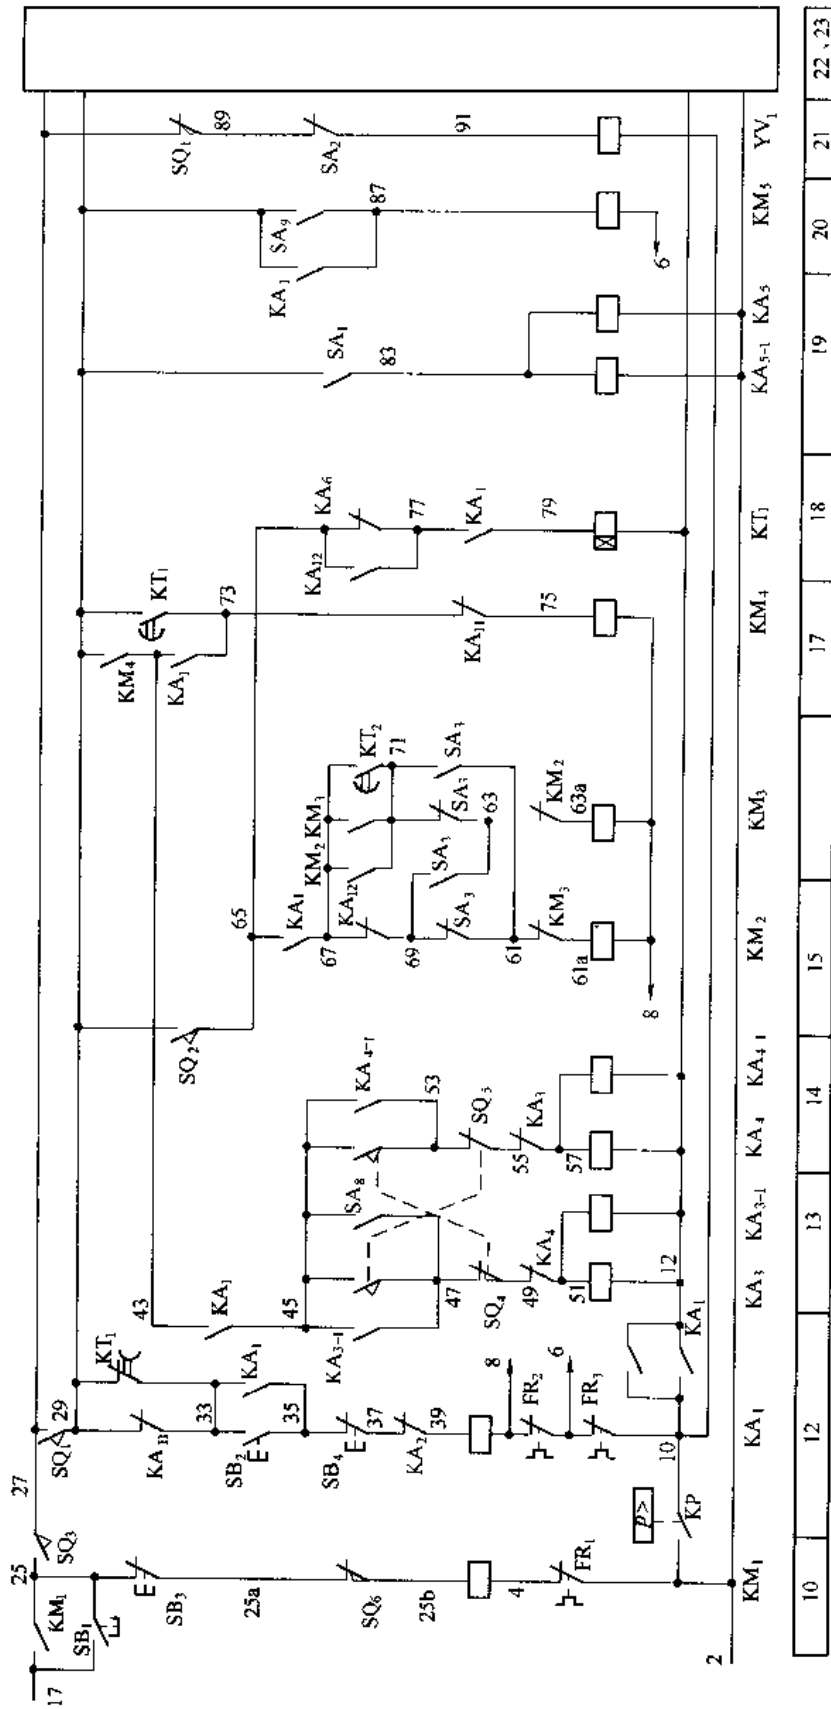 17
KM₁
SB₁
25
SQ₃
27
SB₃
25a
SQ₆
25b
4
FR₁
2
KM₁
10
SQ₁
29
KT₁
33
KA₁
SB₂
35
SB₄
37
KA₂
39
8
FR₂
6
FR₃
P>
KP
10
KA₁
KA₁
12
43
KA₁
45
KA₃₋₁
SA₈
47
SQ₄
49
KA₄
51
12
KA₃
KA₃₋₁
13
KA₄₋₁
53
SQ₅
55
KA₃
57
KA₄
KA₄₋₁
14
SQ₂
65
KA₁
67
KA₁₂
69
SA₃
61
KM₃
61a
8
KM₂
15
KM₂
KM₃
KT₂
71
SA₃
SA₃
SA₃
63
KM₂
63a
KM₃
KM₄
KA₁
KT₁
73
KA₁₁
75
KM₄
17
KA₁₂
KA₆
77
KA₁
79
KT₁
18
SA₁
83
KA₅₋₁
KA₅
19
KA₁
SA₉
87
6
20
SQ₁
89
SA₂
91
YV₁
21
22、23